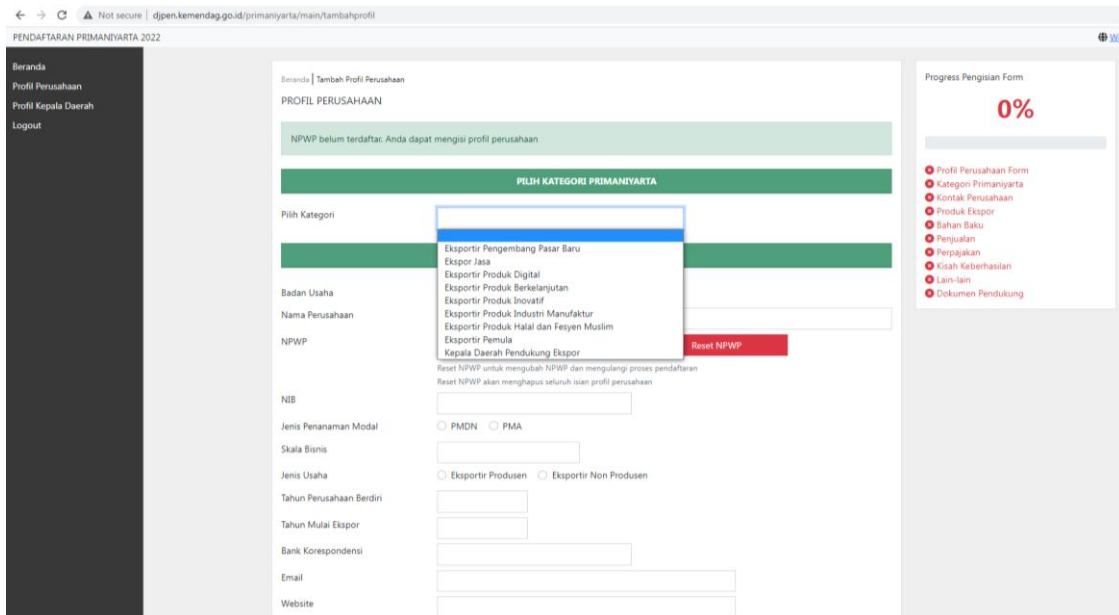 Not secure | djpen.kemendag.go.id/primaniyarta/main/tambahprofil
PENDAFTARAN PRIMANIYARTA 2022
Beranda
Profil Perusahaan
Profil Kepala Daerah
Logout
Beranda | Tambah Profil Perusahaan
PROFIL PERUSAHAAN
NPWP belum terdaftar. Anda dapat mengisi profil perusahaan
PILIH KATEGORI PRIMANIYARTA
Pilih Kategori
Eksportir Pengembang Pasar Baru
Ekspor Jasa
Eksportir Produk Digital
Eksportir Produk Berkelanjutan
Eksportir Produk Inovatif
Eksportir Produk Industri Manufaktur
Eksportir Produk Halal dan Fesyen Muslim
Eksportir Pemula
Kepala Daerah Pendukung Ekspor
Badan Usaha
Nama Perusahaan
NPWP
Reset NPWP
Reset NPWP untuk mengubah NPWP dan mengulangi proses pendaftaran
Reset NPWP akan menghapus seluruh isian profil perusahaan
NIB
Jenis Penanaman Modal
PMDN PMA
Skala Bisnis
Jenis Usaha
Eksportir Produsen Eksportir Non Produsen
Tahun Perusahaan Berdiri
Tahun Mulai Ekspor
Bank Korespondensi
Email
Website
Progress Pengisian Form
0%
Profil Perusahaan Form
Kategori Primaniyarta
Kontak Perusahaan
Produk Ekspor
Bahan Baku
Penjualan
Perpajakan
Kisah Keberhasilan
Lain-lain
Dokumen Pendukung